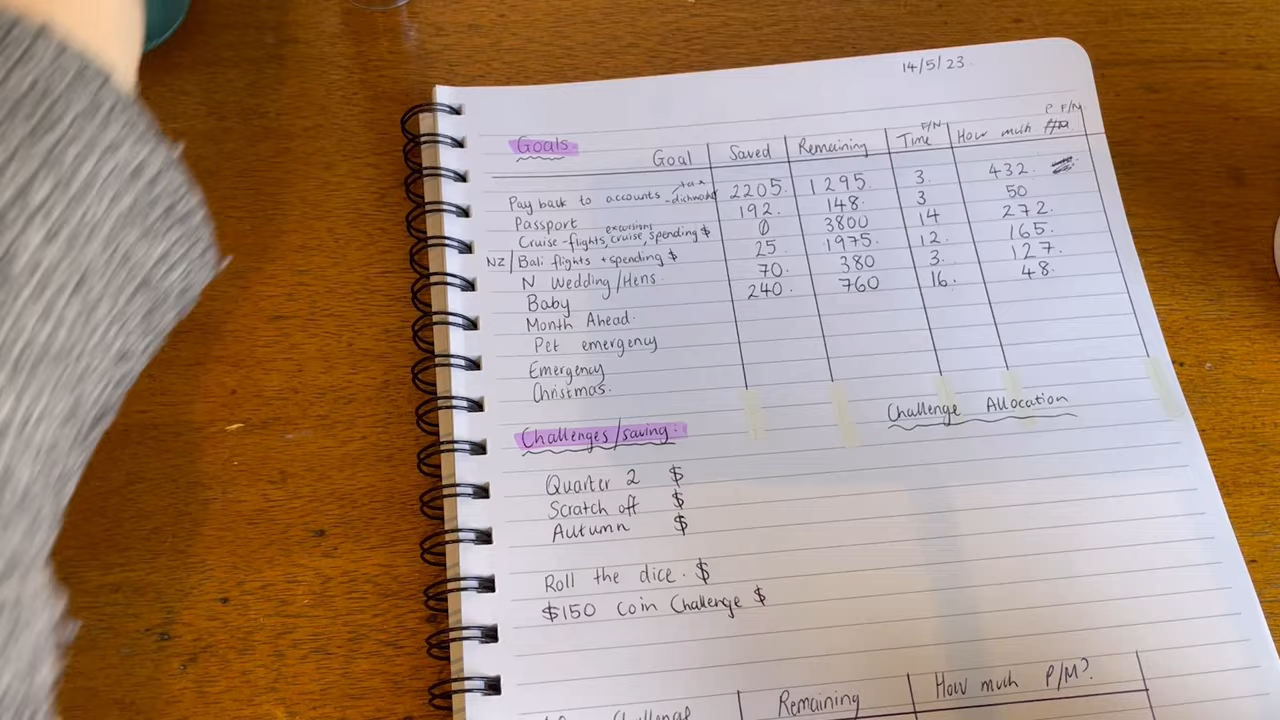 14/5/23
Goals
Goal Saved Remaining Time F/N How much P F/N
Pay back to accounts - tax 2205. 1295. 3. 432.
Passport 192. 148. 3 50
Cruise - flights, cruise, excursions spending $ 0 3800 14 272.
NZ/Bali flights + spending $ 25 1975. 12. 165.
N Wedding/Hens. 70. 380 3. 127.
Baby 240. 760 16. 48.
Month Ahead.
Pet emergency
Emergency
Christmas.
Challenge Allocation
Challenges/saving:
Quarter 2 $
Scratch off $
Autumn $
Roll the dice. $
$150 Coin Challenge $
Remaining How much P/M?